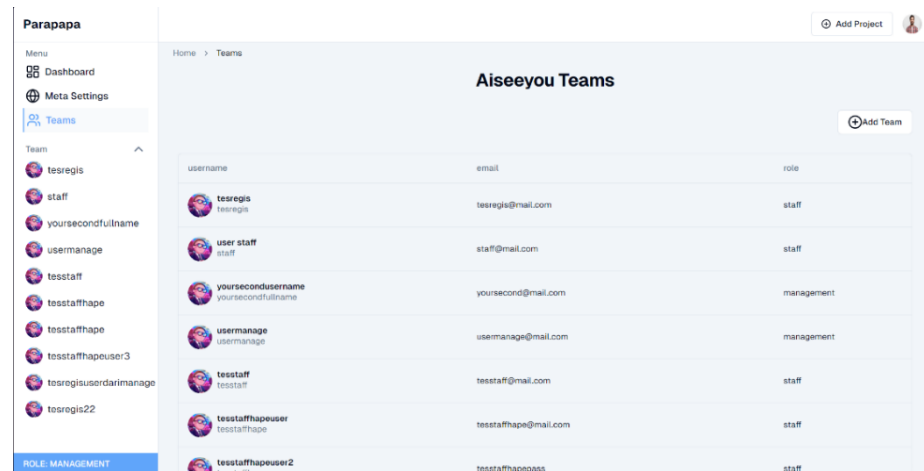 Parapapa
Add Project
Menu
Dashboard
Meta Settings
Teams
Team
tesregis
staff
yoursecondfullname
usermanage
tesstaff
tesstaffhape
tesstaffhape
tesstaffhapeuser3
tesregisuserdarimanage
tesregis22
ROLE: MANAGEMENT
Home > Teams
Aiseeyou Teams
Add Team
username email role
tesregis
tesregis
tesregis@mail.com staff
user staff
staff
staff@mail.com staff
yoursecondusername
yoursecondfullname
yoursecond@mail.com management
usermanage
usermanage
usermanage@mail.com management
tesstaff
tesstaff
tesstaff@mail.com staff
tesstaffhapeuser
tesstaffhape
tesstaffhape@mail.com staff
tesstaffhapeuser2
tesstaffhapepass staff